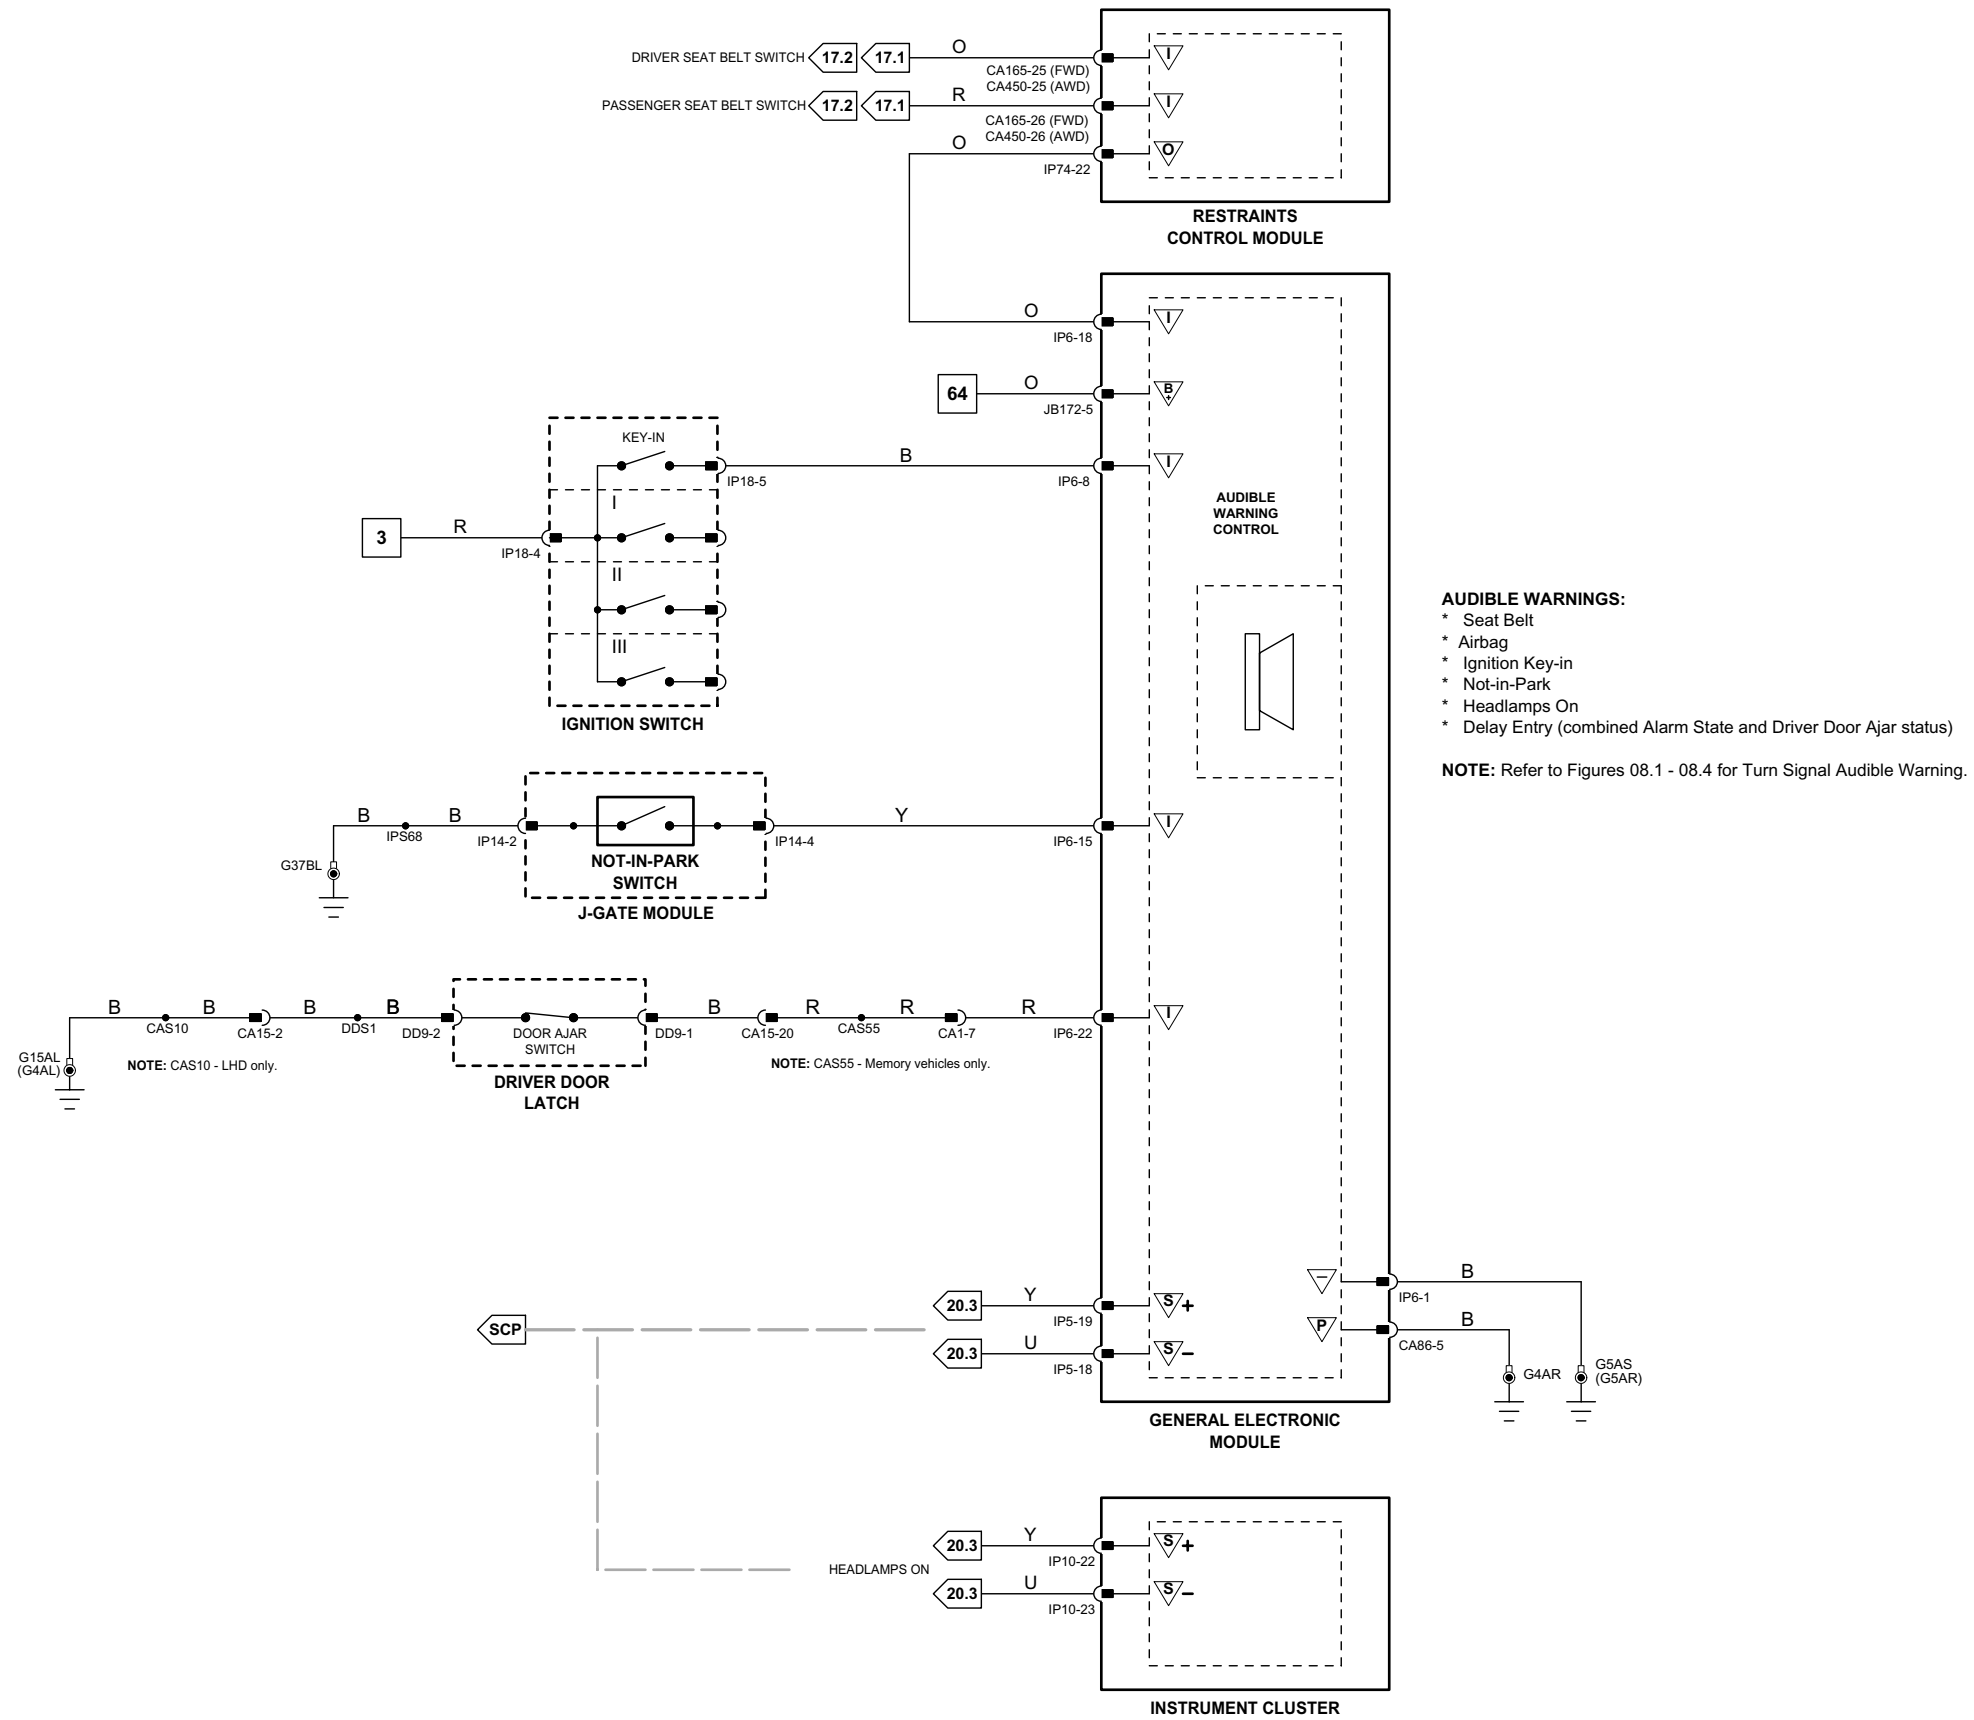 DRIVER SEAT BELT SWITCH 17.2 17.1 O
CA165-25 (FWD)
CA450-25 (AWD)
I
PASSENGER SEAT BELT SWITCH 17.2 17.1 R
CA165-26 (FWD)
CA450-26 (AWD)
I
O
IP74-22
O
RESTRAINTS
CONTROL MODULE
O
IP6-18
I
64 O
JB172-5
B
+
KEY-IN
IP18-5
B
IP6-8
I
AUDIBLE
WARNING
CONTROL
I
3 R
IP18-4
II
III
IGNITION SWITCH
AUDIBLE WARNINGS:
* Seat Belt
* Airbag
* Ignition Key-in
* Not-in-Park
* Headlamps On
* Delay Entry (combined Alarm State and Driver Door Ajar status)
NOTE: Refer to Figures 08.1 - 08.4 for Turn Signal Audible Warning.
G37BL
B
IPS68
B
IP14-2
NOT-IN-PARK
SWITCH
J-GATE MODULE
IP14-4
Y
IP6-15
I
G15AL
(G4AL)
B
CAS10
B
CA15-2
B
DDS1
B
DD9-2
DOOR AJAR
SWITCH
DRIVER DOOR
LATCH
DD9-1
B
CA15-20
R
CAS55
R
CA1-7
R
IP6-22
I
NOTE: CAS10 - LHD only.
NOTE: CAS55 - Memory vehicles only.
–
IP6-1
B
P
CA86-5
B
G4AR
G5AS
(G5AR)
SCP
20.3 Y
IP5-19
S +
20.3 U
IP5-18
S –
GENERAL ELECTRONIC
MODULE
HEADLAMPS ON
20.3 Y
IP10-22
S +
20.3 U
IP10-23
S –
INSTRUMENT CLUSTER